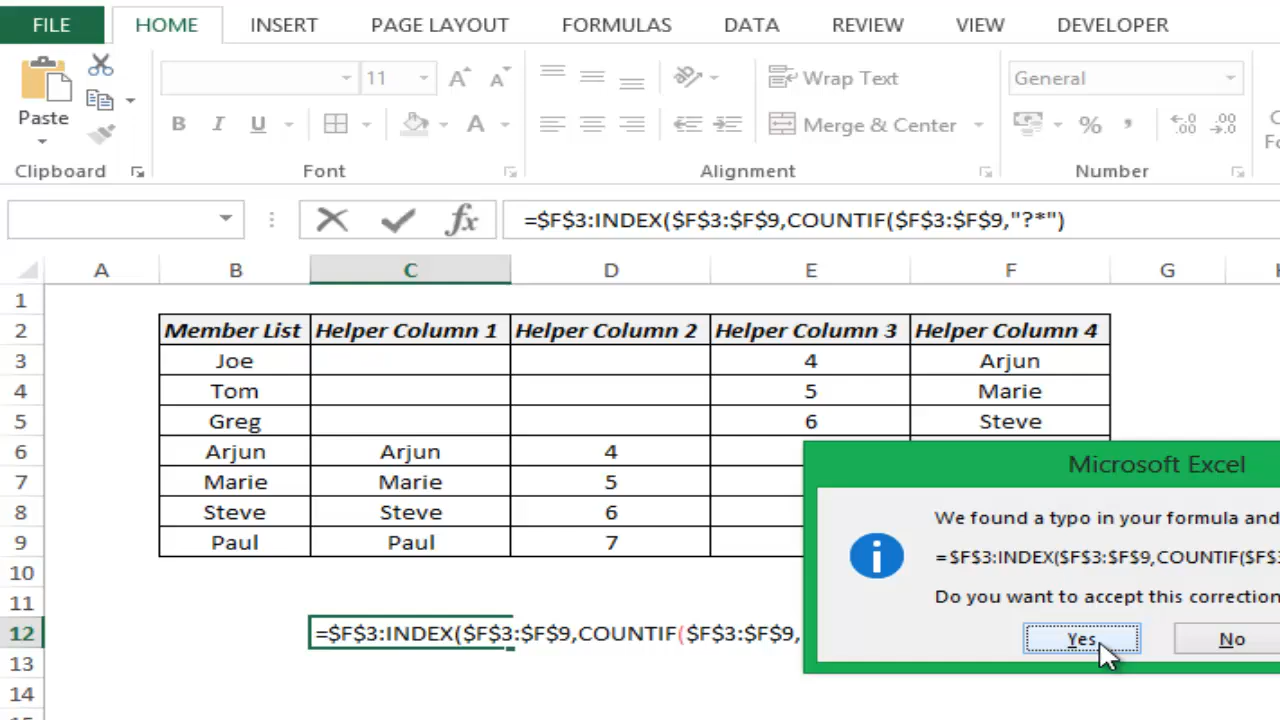 FILE HOME INSERT PAGE LAYOUT FORMULAS DATA REVIEW VIEW DEVELOPER
11 A A Wrap Text General
Paste B I U A Merge & Center % , .00
Clipboard Font Alignment Number
fx =$F$3:INDEX($F$3:$F$9,COUNTIF($F$3:$F$9,"?*")
A B C D E F G
1
2 Member List Helper Column 1 Helper Column 2 Helper Column 3 Helper Column 4
3 Joe 4 Arjun
4 Tom 5 Marie
5 Greg 6 Steve
6 Arjun Arjun 4
7 Marie Marie 5
8 Steve Steve 6
9 Paul Paul 7
10
11
12 =$F$3:INDEX($F$3:$F$9,COUNTIF($F$3:$F$9,
13
14
Microsoft Excel
We found a typo in your formula and
=$F$3:INDEX($F$3:$F$9,COUNTIF($F$3
Do you want to accept this correction
Yes No